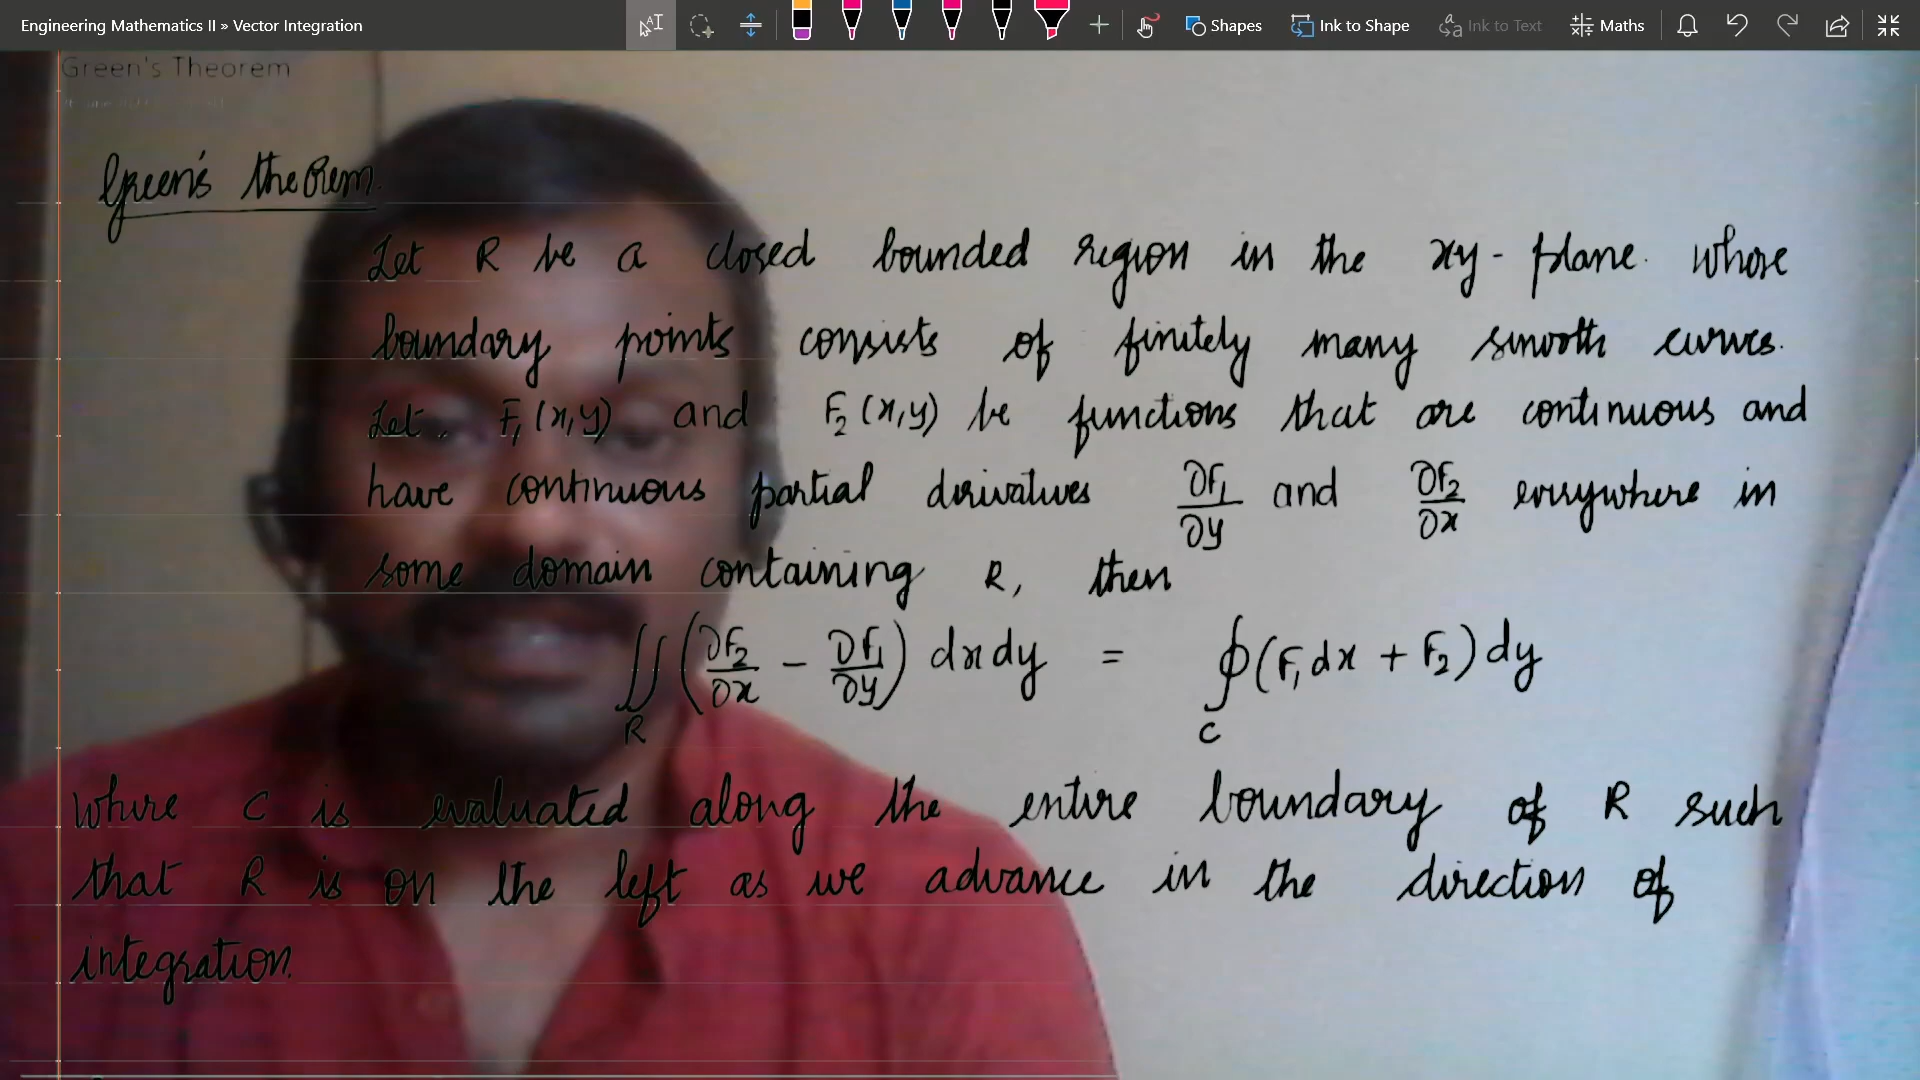 Engineering Mathematics II » Vector Integration
Shapes
Ink to Shape
Ink to Text
Maths
Green's Theorem
Green's theorem.
Let R be a closed bounded region in the xy-plane. whose
boundary points consists of finitely many smooth curves.
Let. F₁(x,y) and F₂(x,y) be functions that are continuous and
have continuous partial derivatives ∂F₁/∂y and ∂F₂/∂x everywhere in
some domain containing R, then
∬_R (∂F₂/∂x − ∂F₁/∂y) dxdy = ∮_C (F₁dx + F₂) dy
where C is evaluated along the entire boundary of R such
that R is on the left as we advance in the direction of
integration.